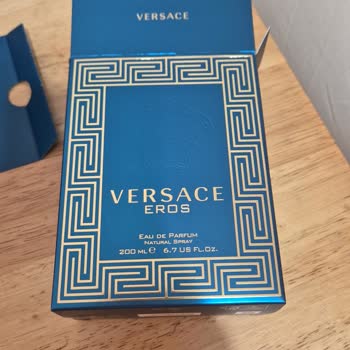 VERSACE
VERSACE
EROS
EAU DE PARFUM
NATURAL SPRAY
200 ML ℮ 6.7 US FL.OZ.